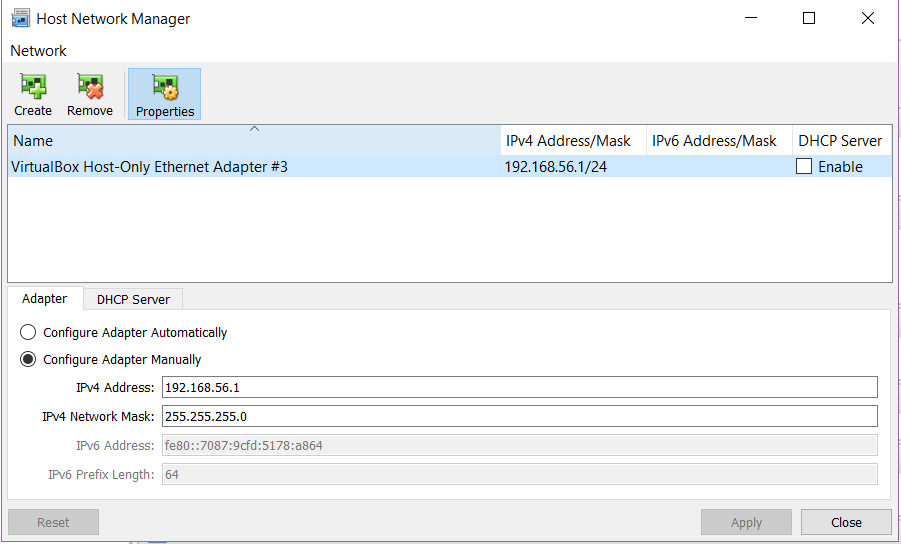 Host Network Manager
Network
Create Remove Properties
Name IPv4 Address/Mask IPv6 Address/Mask DHCP Server
VirtualBox Host-Only Ethernet Adapter #3 192.168.56.1/24 Enable
Adapter DHCP Server
Configure Adapter Automatically
Configure Adapter Manually
IPv4 Address: 192.168.56.1
IPv4 Network Mask: 255.255.255.0
IPv6 Address: fe80::7087:9cfd:5178:a864
IPv6 Prefix Length: 64
Reset Apply Close